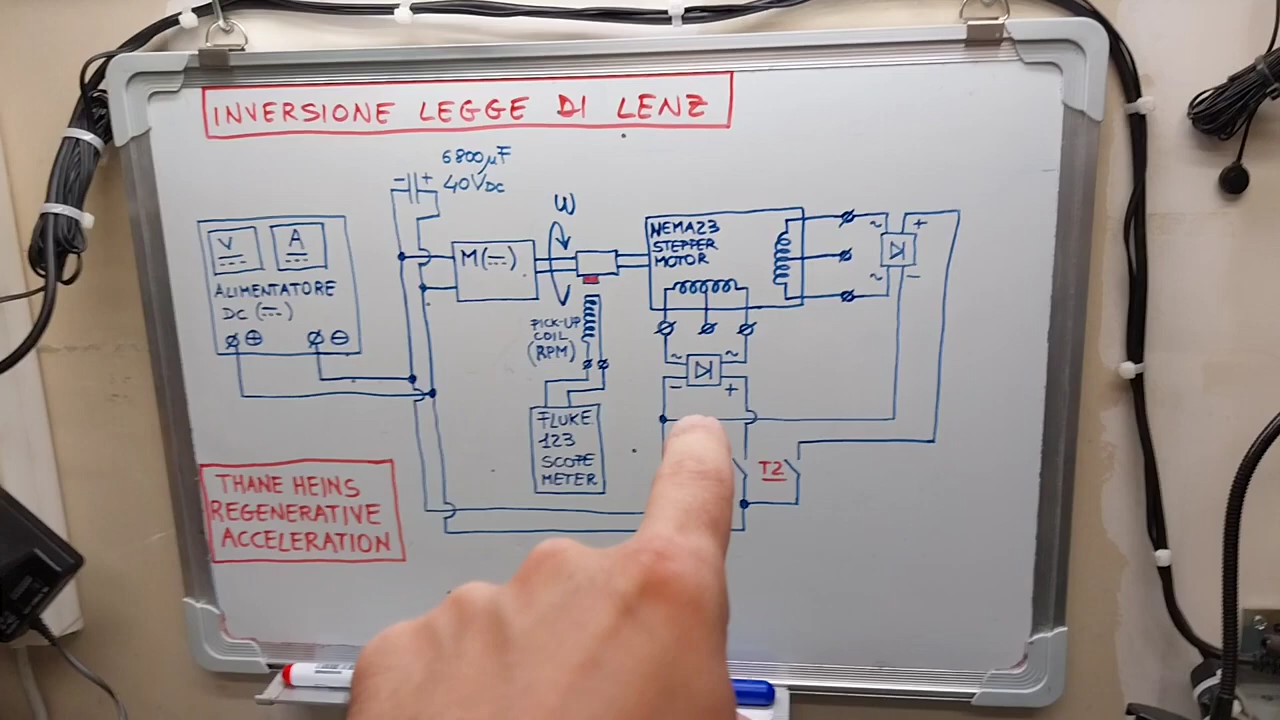 INVERSIONE LEGGE DI LENZ
6800µF
40VDC
+
−
V
A
ALIMENTATORE
DC (⎓)
⊕
⊖
M(⎓)
ω
PICK-UP
COIL
(RPM)
FLUKE
123
SCOPE
METER
NEMA23
STEPPER
MOTOR
~
~
−
+
~
+
~
−
T2
THANE HEINS
REGENERATIVE
ACCELERATION